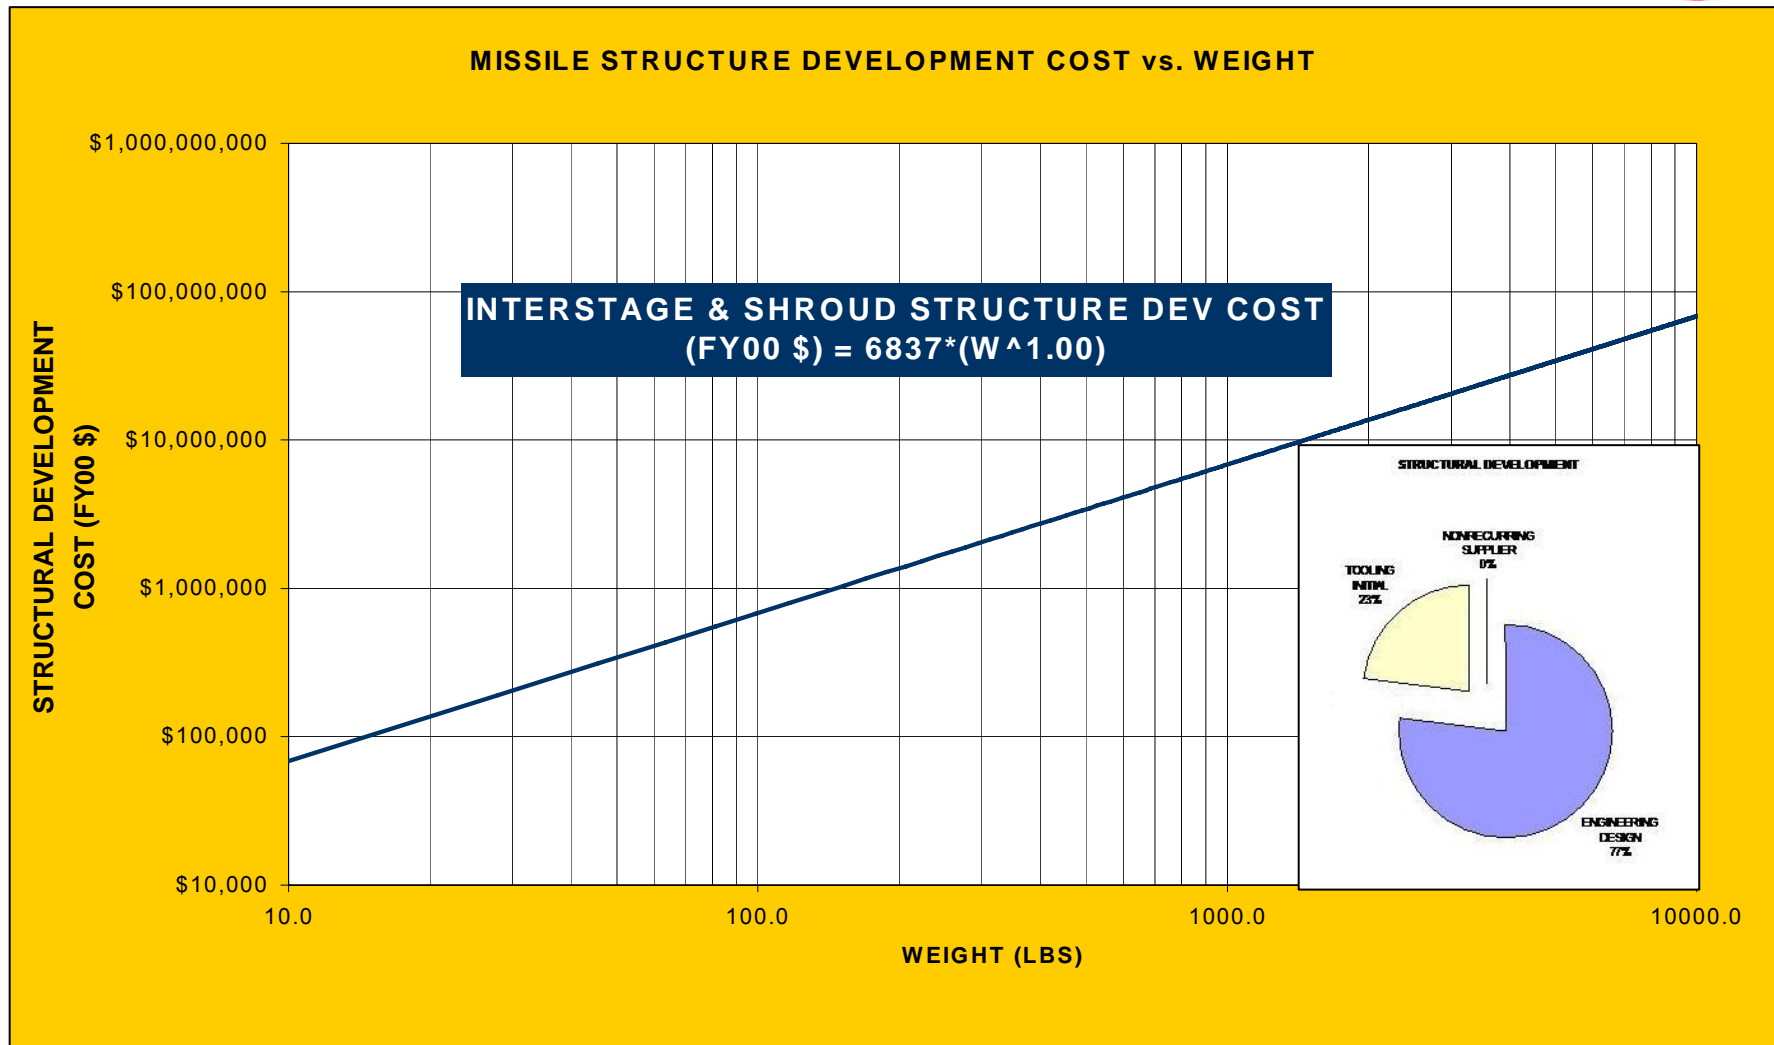 MISSILE STRUCTURE DEVELOPMENT COST vs. WEIGHT
$1,000,000,000
$100,000,000
$10,000,000
$1,000,000
$100,000
$10,000
STRUCTURAL DEVELOPMENT
COST (FY00 $)
INTERSTAGE & SHROUD STRUCTURE DEV COST
(FY00 $) = 6837*(W^1.00)
STRUCTURAL DEVELOPMENT
NONRECURRING
SUPPLIER
0%
TOOLING
INITIAL
23%
ENGINEERING
DESIGN
77%
10.0
100.0
1000.0
10000.0
WEIGHT (LBS)